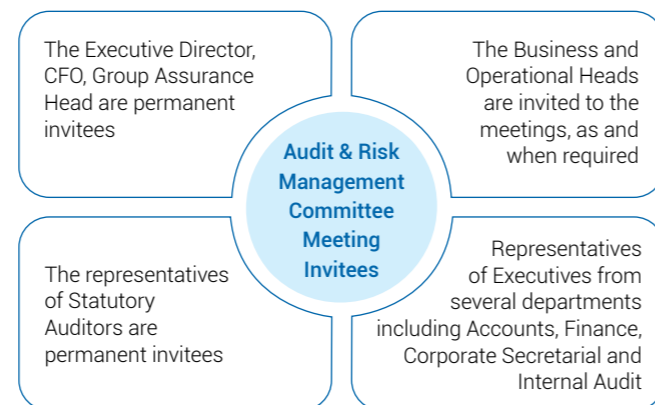 The Executive Director,
CFO, Group Assurance
Head are permanent
invitees
The Business and
Operational Heads
are invited to the
meetings, as and
when required
Audit & Risk
Management
Committee
Meeting
Invitees
The representatives
of Statutory
Auditors are
permanent invitees
Representatives
of Executives from
several departments
including Accounts, Finance,
Corporate Secretarial and
Internal Audit